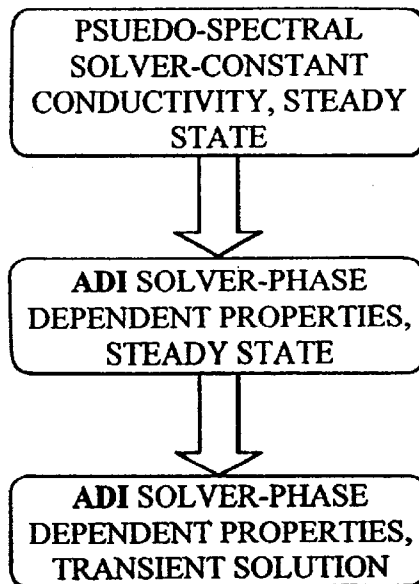 PSUEDO-SPECTRAL
SOLVER-CONSTANT
CONDUCTIVITY, STEADY
STATE
ADI SOLVER-PHASE
DEPENDENT PROPERTIES,
STEADY STATE
ADI SOLVER-PHASE
DEPENDENT PROPERTIES,
TRANSIENT SOLUTION